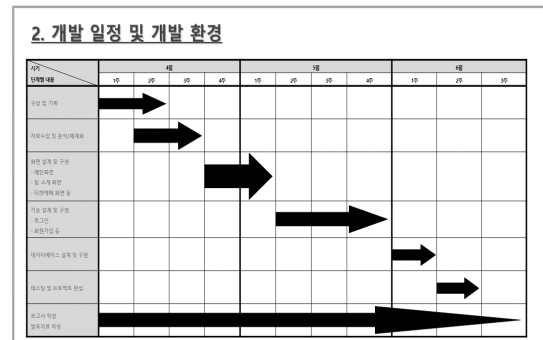 2. 개발 일정 및 개발 환경
시기
4월
5월
6월
단계별 내용
1주
2주
3주
4주
1주
2주
3주
4주
1주
2주
3주
구상 및 기획
자료수집 및 분석/체계화
화면 설계 및 구현
- 메인화면
- 팀 소개 화면
- 티켓예매 화면 등
기능 설계 및 구현
- 로그인
- 회원가입 등
데이터베이스 설계 및 구현
테스팅 및 프로젝트 완성
보고서 작성
발표자료 작성